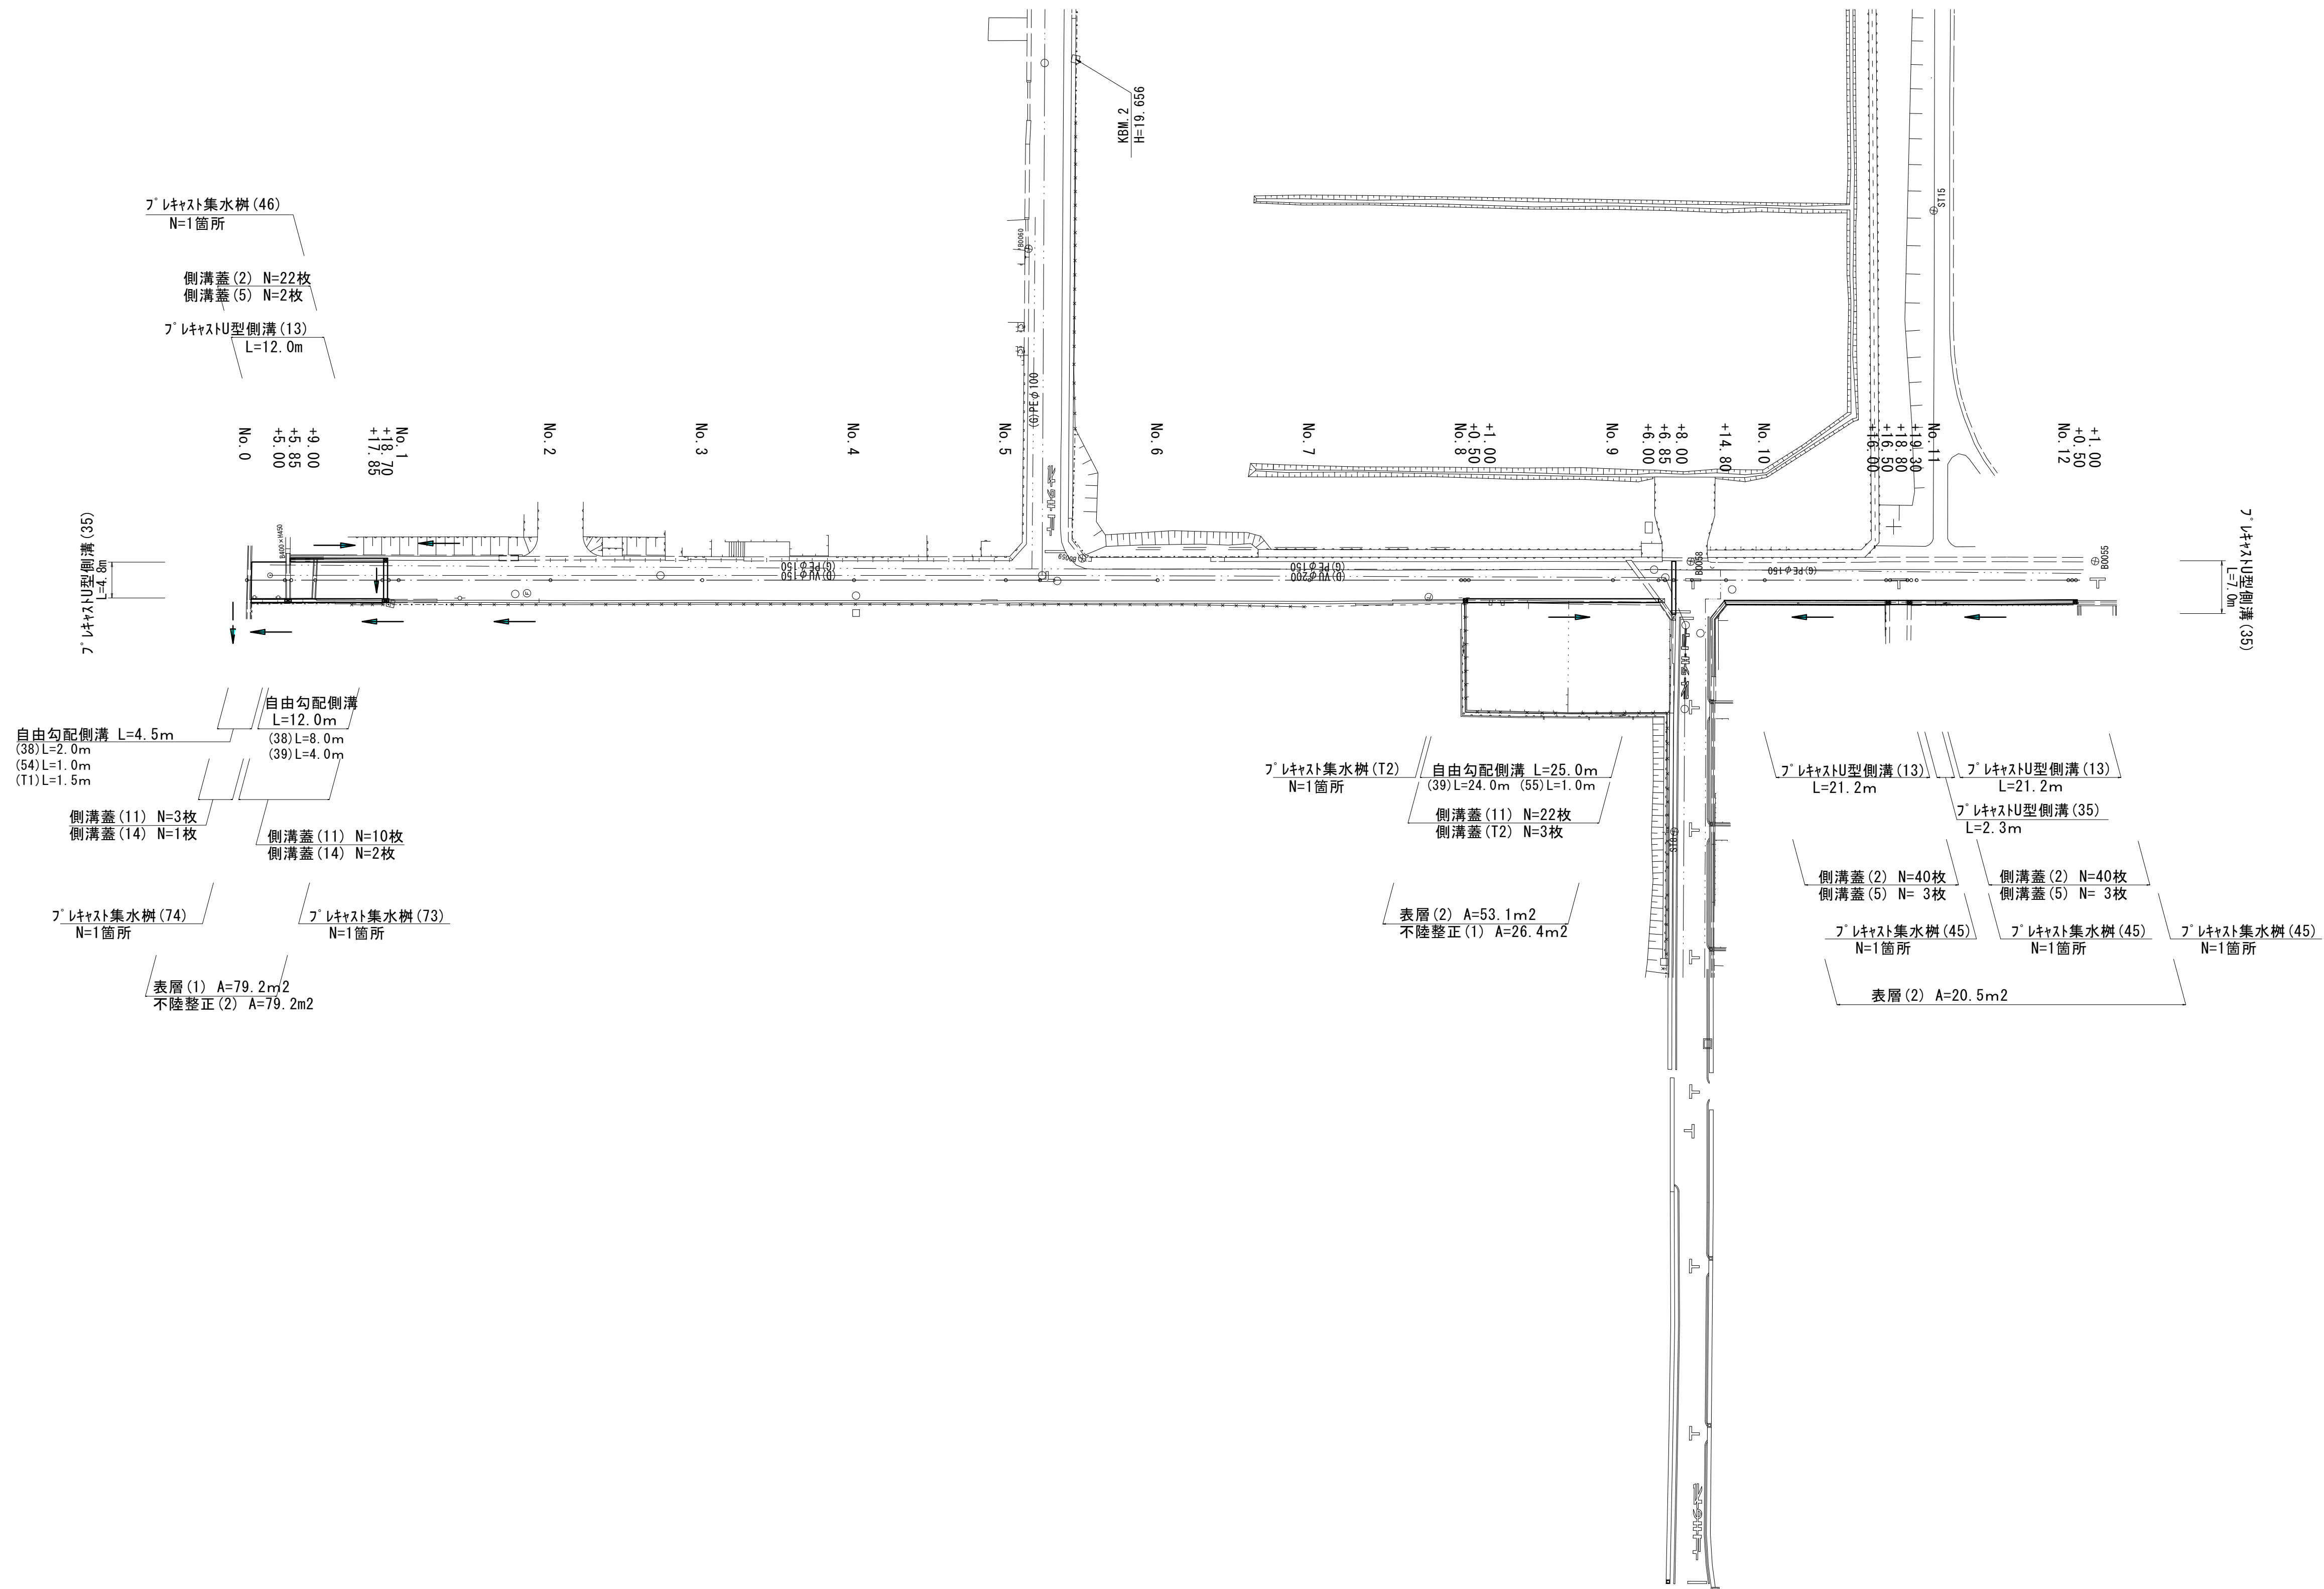 KBM.2
H=19.656
ST15
プレキャスト集水桝(46)
N=1箇所
B0060
側溝蓋(2) N=22枚
側溝蓋(5) N=2枚
プレキャストU型側溝(13)
L=12.0m
(G)PEφ100
No.0
+5.00
+5.85
+9.00
+17.85
+18.70
No.1
No.2
No.3
No.4
No.5
No.6
No.7
No.8
+0.50
+1.00
No.9
+6.00
+6.85
+8.00
+14.80
No.10
+16.00
+16.50
+18.80
+19.30
No.11
No.12
+0.50
+1.00
プレキャストU型側溝(35)
L=4.8m
B400×H450
(G)PEφ150
(D)VUφ150
B0059
(G)PEφ150
(D)VUφ200
B0058
(G)PEφ150
B0055
プレキャストU型側溝(35)
L=7.0m
自由勾配側溝 L=4.5m
(38)L=2.0m
(54)L=1.0m
(T1)L=1.5m
自由勾配側溝
L=12.0m
(38)L=8.0m
(39)L=4.0m
側溝蓋(11) N=3枚
側溝蓋(14) N=1枚
側溝蓋(11) N=10枚
側溝蓋(14) N=2枚
プレキャスト集水桝(74)
N=1箇所
プレキャスト集水桝(73)
N=1箇所
表層(1) A=79.2m2
不陸整正(2) A=79.2m2
プレキャスト集水桝(T2)
N=1箇所
自由勾配側溝 L=25.0m
(39)L=24.0m (55)L=1.0m
側溝蓋(11) N=22枚
側溝蓋(T2) N=3枚
表層(2) A=53.1m2
不陸整正(1) A=26.4m2
プレキャストU型側溝(13)
L=21.2m
プレキャストU型側溝(13)
L=21.2m
プレキャストU型側溝(35)
L=2.3m
側溝蓋(2) N=40枚
側溝蓋(5) N= 3枚
側溝蓋(2) N=40枚
側溝蓋(5) N= 3枚
プレキャスト集水桝(45)
N=1箇所
プレキャスト集水桝(45)
N=1箇所
プレキャスト集水桝(45)
N=1箇所
表層(2) A=20.5m2